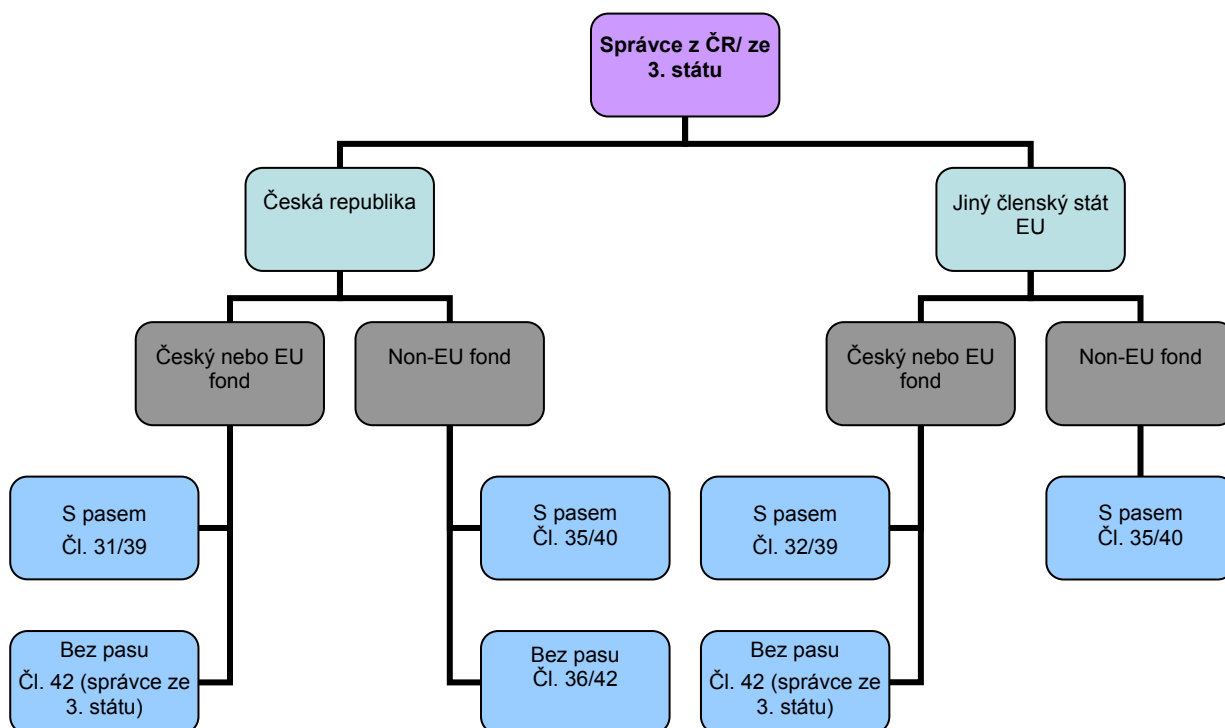 Správce z ČR/ ze
3. státu
Česká republika
Jiný členský stát
EU
Český nebo EU
fond
Non-EU fond
Český nebo EU
fond
Non-EU fond
S pasem
Čl. 31/39
S pasem
Čl. 35/40
S pasem
Čl. 32/39
S pasem
Čl. 35/40
Bez pasu
Čl. 42 (správce ze
3. státu)
Bez pasu
Čl. 36/42
Bez pasu
Čl. 42 (správce ze
3. státu)